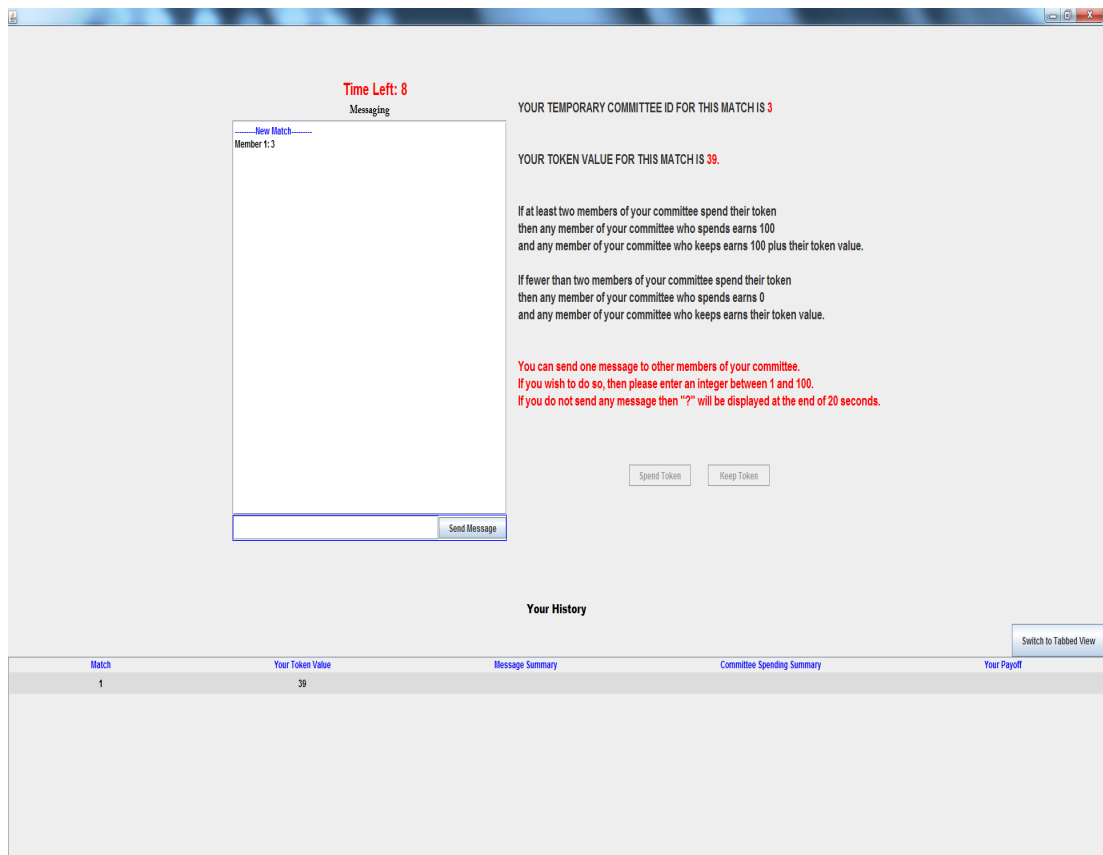 Time Left: 8
Messaging
---------New Match---------
Member 1: 3
Send Message
YOUR TEMPORARY COMMITTEE ID FOR THIS MATCH IS 3
YOUR TOKEN VALUE FOR THIS MATCH IS 39.
If at least two members of your committee spend their token
then any member of your committee who spends earns 100
and any member of your committee who keeps earns 100 plus their token value.
If fewer than two members of your committee spend their token
then any member of your committee who spends earns 0
and any member of your committee who keeps earns their token value.
You can send one message to other members of your committee.
If you wish to do so, then please enter an integer between 1 and 100.
If you do not send any message then "?" will be displayed at the end of 20 seconds.
Spend Token Keep Token
Your History
Switch to Tabbed View
Match Your Token Value Message Summary Committee Spending Summary Your Payoff
1 39